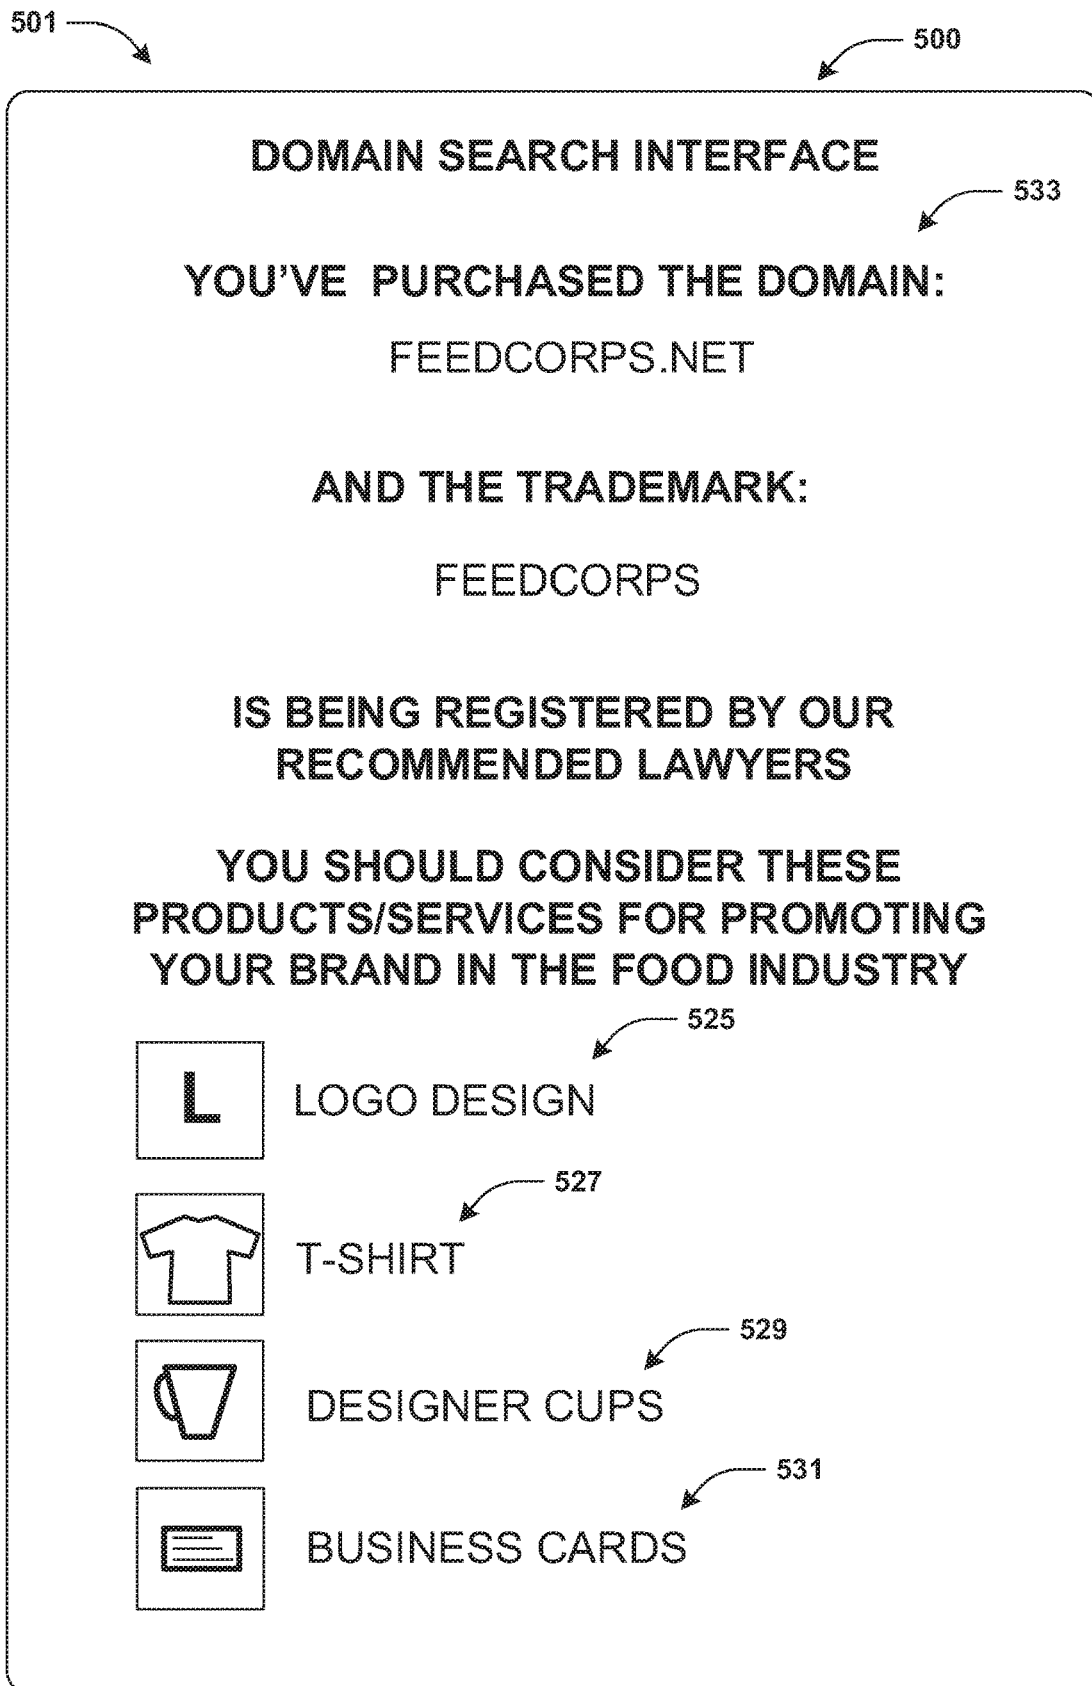 501
500
DOMAIN SEARCH INTERFACE
533
YOU'VE PURCHASED THE DOMAIN:
FEEDCORPS.NET
AND THE TRADEMARK:
FEEDCORPS
IS BEING REGISTERED BY OUR
RECOMMENDED LAWYERS
YOU SHOULD CONSIDER THESE
PRODUCTS/SERVICES FOR PROMOTING
YOUR BRAND IN THE FOOD INDUSTRY
525
L LOGO DESIGN
527
T-SHIRT
529
DESIGNER CUPS
531
BUSINESS CARDS